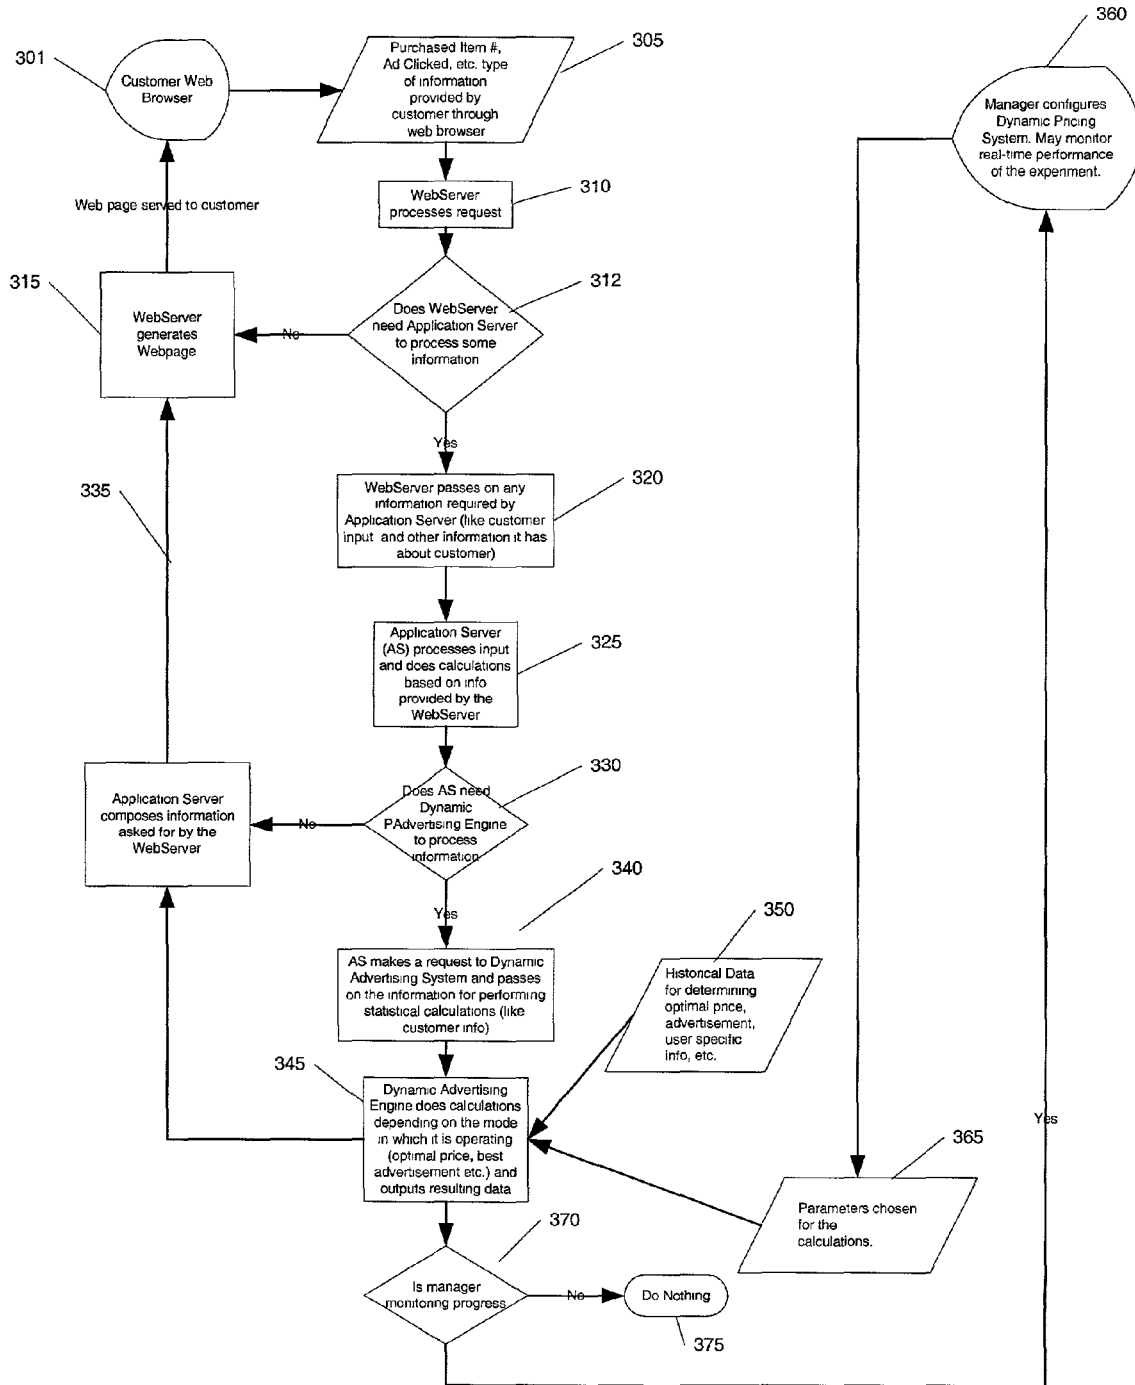 360
301
Customer Web
Browser
Purchased Item #,
Ad Clicked, etc. type
of information
provided by
customer through
web browser
305
Manager configures
Dynamic Pricing
System. May monitor
real-time performance
of the experiment.
WebServer
processes request
310
Web page served to customer
315
WebServer
generates
Webpage
No
Does WebServer
need Application Server
to process some
information
312
Yes
335
WebServer passes on any
information required by
Application Server (like customer
input and other information it has
about customer)
320
Application Server
(AS) processes input
and does calculations
based on info
provided by the
WebServer
325
Application Server
composes information
asked for by the
WebServer
No
Does AS need
Dynamic
PAdvertising Engine
to process
information
330
Yes
340
AS makes a request to Dynamic
Advertising System and passes
on the information for performing
statistical calculations (like
customer info)
350
Historical Data
for determining
optimal price,
advertisement,
user specific
info, etc.
345
Dynamic Advertising
Engine does calculations
depending on the mode
in which it is operating
(optimal price, best
advertisement etc.) and
outputs resulting data
Yes
365
Parameters chosen
for the
calculations.
370
Is manager
monitoring progress
No
Do Nothing
375